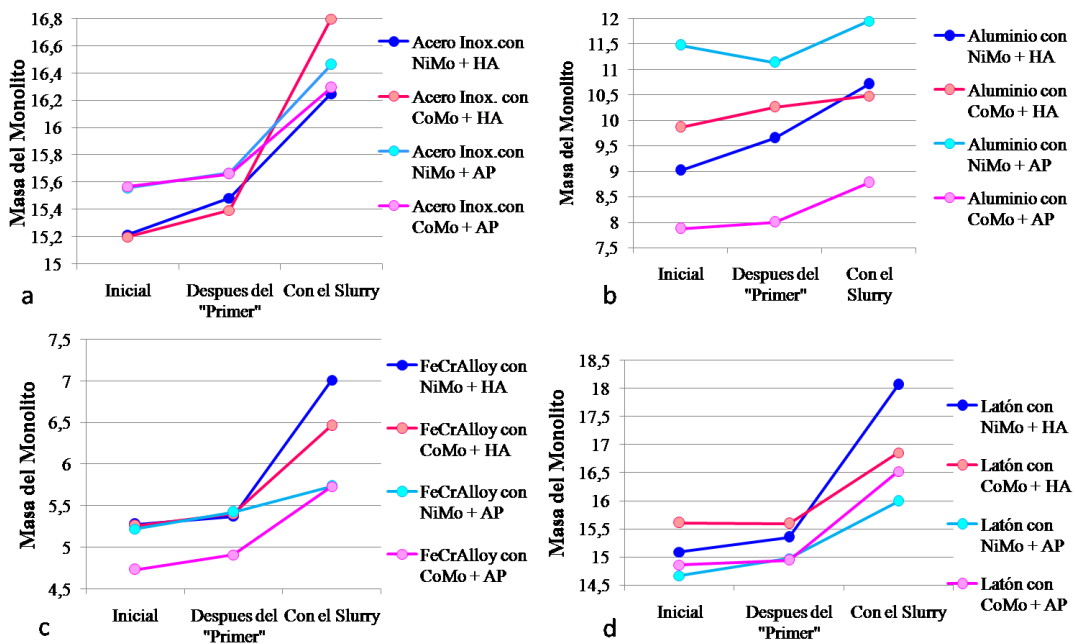 Masa del Monolito
16,8
16,6
16,4
16,2
16
15,8
15,6
15,4
15,2
15
Inicial
Despues del
"Primer"
Con el Slurry
Acero Inox.con
NiMo + HA
Acero Inox. con
CoMo + HA
Acero Inox.con
NiMo + AP
Acero Inox.con
CoMo + AP
a
Masa del Monolito
12
11,5
11
10,5
10
9,5
9
8,5
8
7,5
Inicial
Despues del
"Primer"
Con el
Slurry
Aluminio con
NiMo + HA
Aluminio con
CoMo + HA
Aluminio con
NiMo + AP
Aluminio con
CoMo + AP
b
Masa del Monolito
7,5
7
6,5
6
5,5
5
4,5
Inicial
Despues del
"Primer"
Con el Slurry
FeCrAlloy con
NiMo + HA
FeCrAlloy con
CoMo + HA
FeCrAlloy con
NiMo + AP
FeCrAlloy con
CoMo + AP
c
Masa del Monolito
18,5
18
17,5
17
16,5
16
15,5
15
14,5
Inicial
Despues del
"Primer"
Con el Slurry
Latón con
NiMo + HA
Latón con
CoMo + HA
Latón con
NiMo + AP
Latón con
CoMo + AP
d